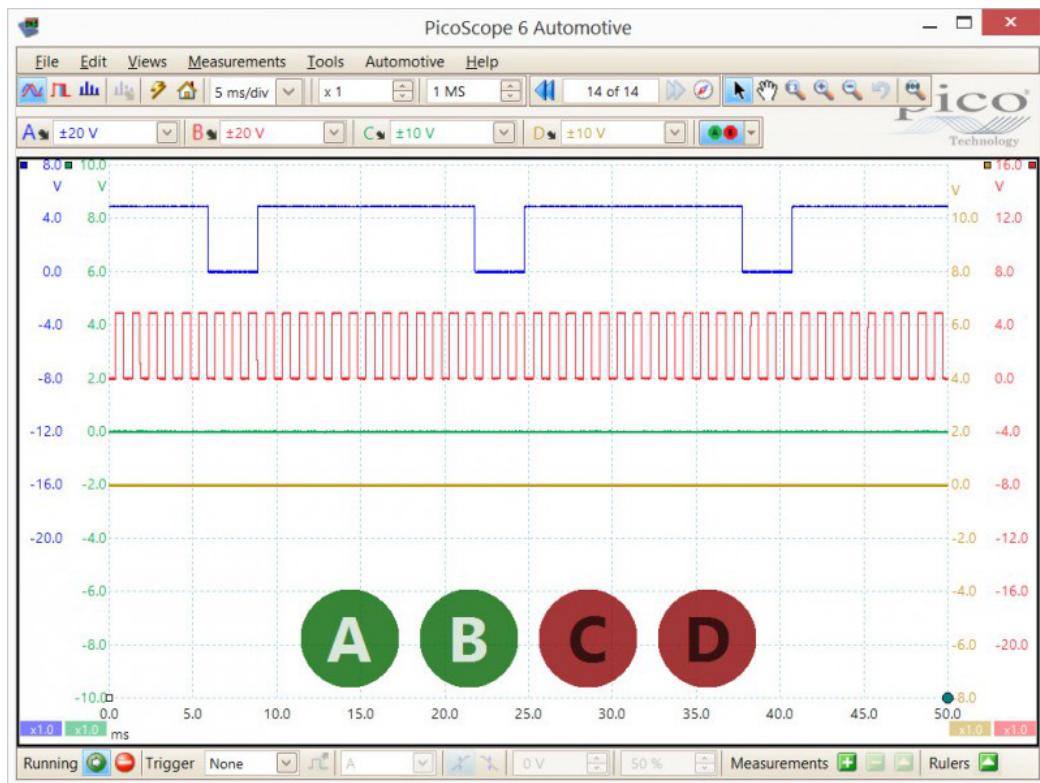 PicoScope 6 Automotive
File Edit Views Measurements Tools Automotive Help
5 ms/div x 1 1 MS 14 of 14
pico
Technology
A ±20 V B ±20 V C ±10 V D ±10 V
8.0 10.0 16.0
V V V V
4.0 8.0 10.0 12.0
0.0 6.0 8.0 8.0
-4.0 4.0 6.0 4.0
-8.0 2.0 4.0 0.0
-12.0 0.0 2.0 -4.0
-16.0 -2.0 0.0 -8.0
-20.0 -4.0 -2.0 -12.0
-6.0 -4.0 -16.0
A B C D
-8.0 -6.0 -20.0
-10.0 -8.0
0.0 5.0 10.0 15.0 20.0 25.0 30.0 35.0 40.0 45.0 50.0
x1.0 x1.0 ms x1.0 x1.0
Running Trigger None A 0 V 50 % Measurements Rulers